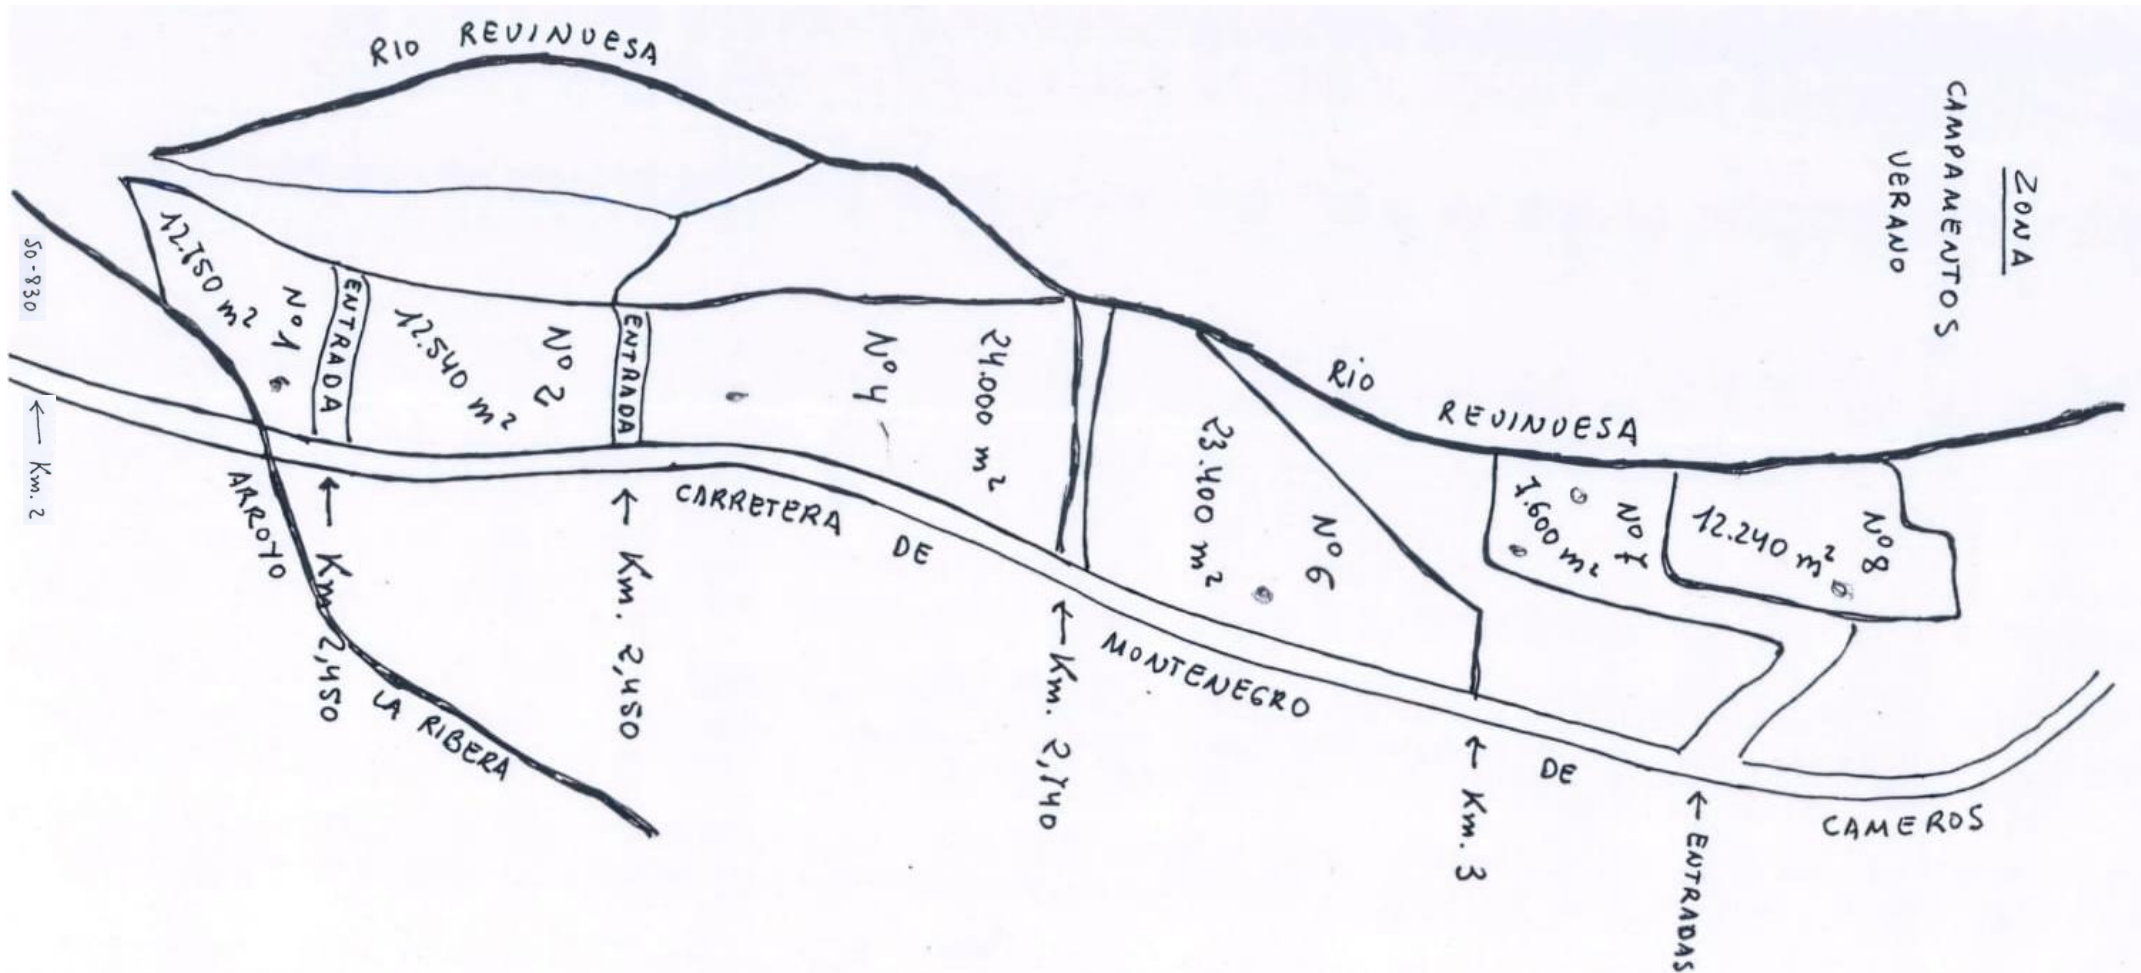 ZONA
CAMPAMENTOS
VERANO
RIO REVINUESA
RIO REVINUESA
12.750 m²
Nº 1
ENTRADA
12.540 m²
Nº 2
ENTRADA
Nº 4
24.000 m²
23.400 m²
Nº 6
7.600 m²
Nº 7
12.240 m²
Nº 8
SO-830
← Km. 2
ARROYO LA RIBERA
CARRETERA DE MONTENEGRO DE CAMEROS
← Km 2,450
← Km. 2,450
← Km. 2,740
← Km. 3
← ENTRADAS